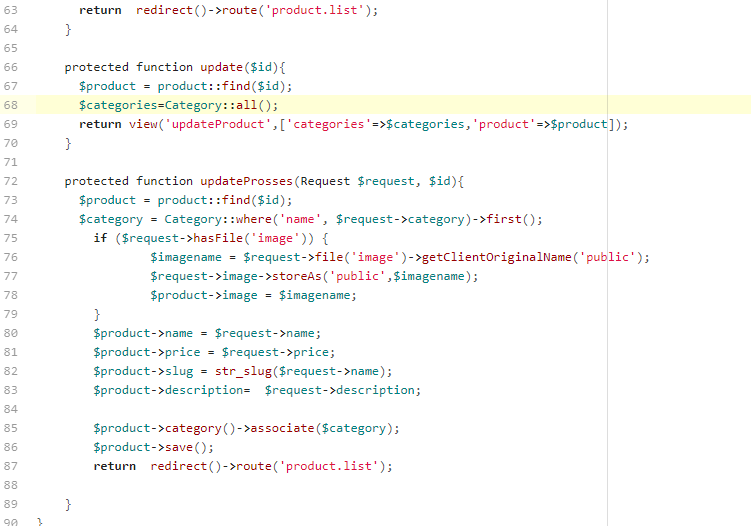 63 return redirect()->route('product.list');
64 }
65
66 protected function update($id){
67 $product = product::find($id);
68 $categories=Category::all();
69 return view('updateProduct',['categories'=>$categories,'product'=>$product]);
70 }
71
72 protected function updateProsses(Request $request, $id){
73 $product = product::find($id);
74 $category = Category::where('name', $request->category)->first();
75 if ($request->hasFile('image')) {
76 $imagename = $request->file('image')->getClientOriginalName('public');
77 $request->image->storeAs('public',$imagename);
78 $product->image = $imagename;
79 }
80 $product->name = $request->name;
81 $product->price = $request->price;
82 $product->slug = str_slug($request->name);
83 $product->description= $request->description;
84
85 $product->category()->associate($category);
86 $product->save();
87 return redirect()->route('product.list');
88
89 }
90 }